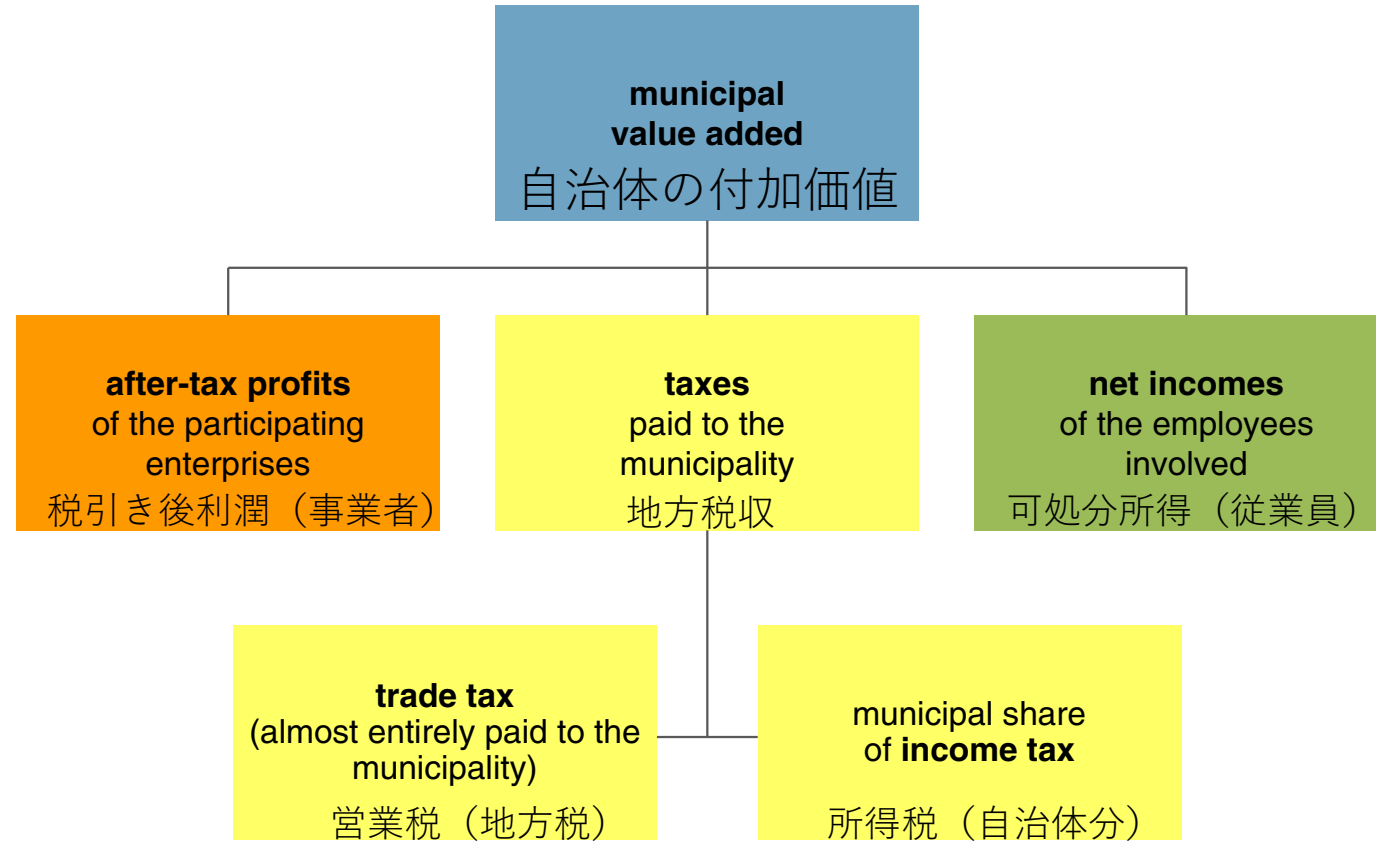 municipal
value added
自治体の付加価値
after-tax profits
of the participating
enterprises
税引き後利潤（事業者）
taxes
paid to the
municipality
地方税収
net incomes
of the employees
involved
可処分所得（従業員）
trade tax
(almost entirely paid to the
municipality)
営業税（地方税）
municipal share
of income tax
所得税（自治体分）